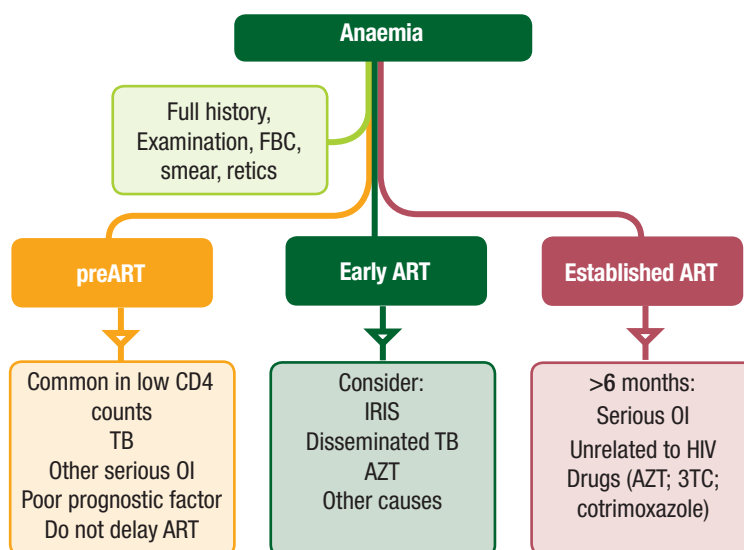 Anaemia
Full history,
Examination, FBC,
smear, retics
preART
Early ART
Established ART
Common in low CD4
counts
TB
Other serious OI
Poor prognostic factor
Do not delay ART
Consider:
IRIS
Disseminated TB
AZT
Other causes
>6 months:
Serious OI
Unrelated to HIV
Drugs (AZT; 3TC;
cotrimoxazole)